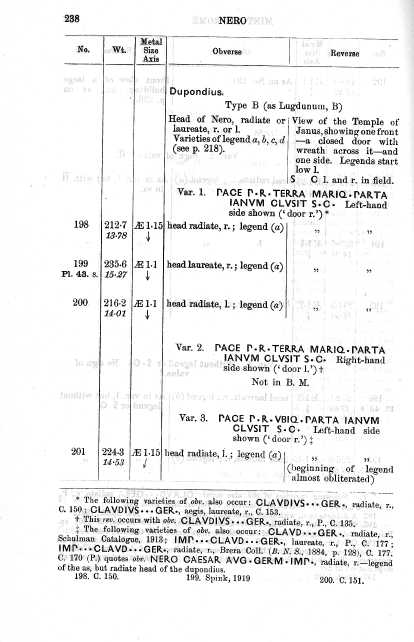 238
NERO
No.
Wt.
Metal
Size
Axis
Obverse
Reverse
Dupondius.
Type B (as Lugdunum, B)
Head of Nero, radiate or
laureate, r. or l.
Varieties of legend a, b, c, d
(see p. 218).
View of the Temple of
Janus, showing one front
—a closed door with
wreath across it—and
one side. Legends start
low l.
S C l. and r. in field.
Var. 1. PACE P·R·TERRA MARIQ·PARTA
IANVM CLVSIT S·C· Left-hand
side shown ('door r.') *
198 212·7 Æ 1·15 head radiate, r.; legend (a) ,, ,,
13·78 ↓
199 235·6 Æ 1·1 head laureate, r.; legend (a) ,, ,,
Pl. 43. s. 15·27 ↓
200 216·2 Æ 1·1 head radiate, l.; legend (a) ,, ,,
14·01 ↓
Var. 2. PACE P·R·TERRA MARIQ·PARTA
IANVM CLVSIT S·C· Right-hand
side shown ('door l.') †
Not in B. M.
Var. 3. PACE P·R·VBIQ·PARTA IANVM
CLVSIT S·C· Left-hand side
shown ('door r.') ‡
201 224·3 Æ 1·15 head radiate, l.; legend (a) ,, ,,
14·53 ↓ (beginning of legend
almost obliterated)
* The following varieties of obv. also occur: CLAVDIVS···GER·, radiate, r.,
C. 150; CLAVDIVS···GER·, aegis, laureate, r., C. 153.
† This rev. occurs with obv. CLAVDIVS···GER·, radiate, r., P., C. 135.
‡ The following varieties of obv. also occur: CLAVD···GER·, radiate, r.,
Schulman Catalogue, 1913; IMP···CLAVD···GER·, laureate, r., P., C. 177;
IMP···CLAVD···GER·, radiate, r., Brera Coll. (B. N. S., 1884, p. 128), C. 177.
C. 170 (P.) quotes obv. NERO CAESAR AVG·GERM·IMP·, radiate, r.—legend
of the as, but radiate head of the dupondius.
198. C. 150. 199. Spink, 1919 200. C. 151.